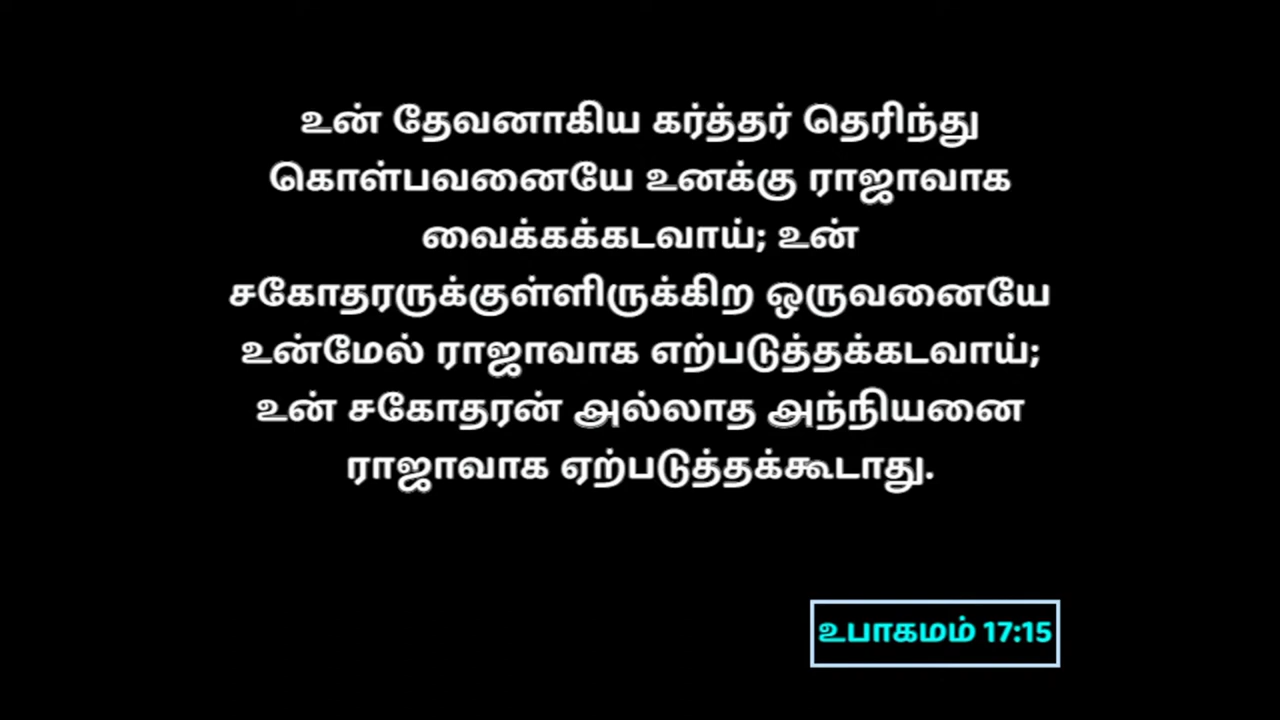 உன் தேவனாகிய கர்த்தர் தெரிந்து
கொள்பவனையே உனக்கு ராஜாவாக
வைக்கக்கடவாய்; உன்
சகோதரருக்குள்ளிருக்கிற ஒருவனையே
உன்மேல் ராஜாவாக எற்படுத்தக்கடவாய்;
உன் சகோதரன் அல்லாத அந்நியனை
ராஜாவாக ஏற்படுத்தக்கூடாது.
உபாகமம் 17:15